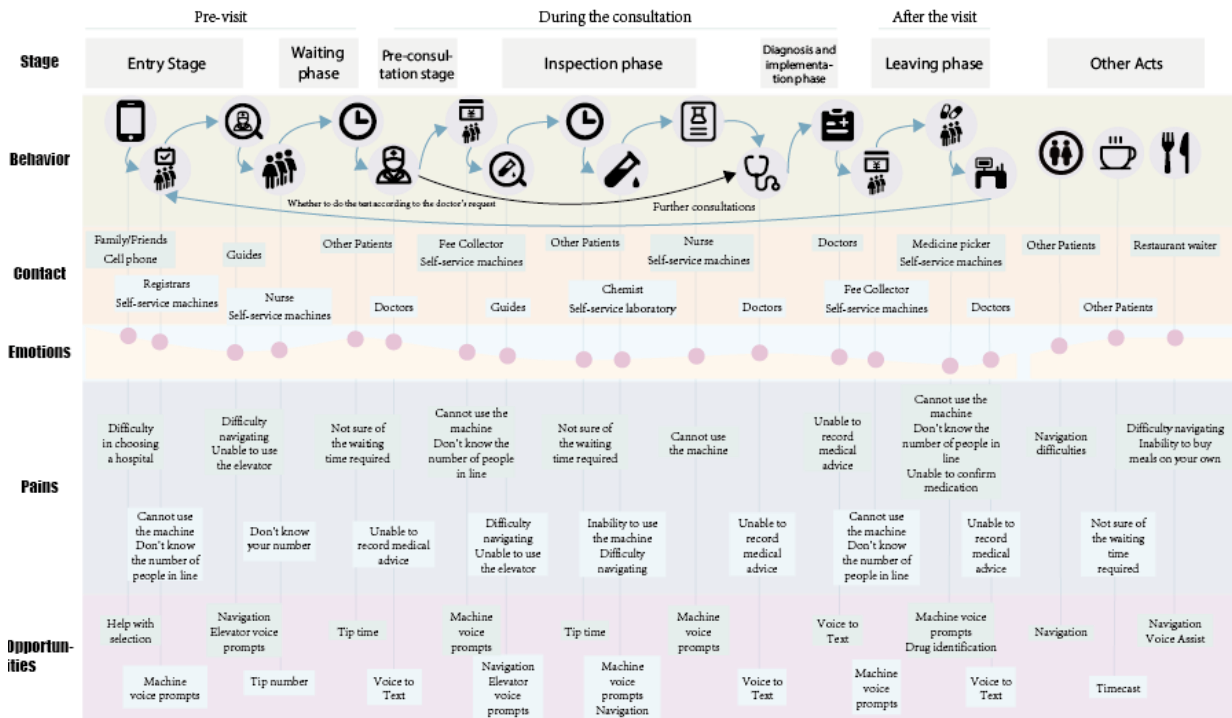 Pre-visit
During the consultation
After the visit
Stage
Entry Stage
Waiting
phase
Pre-consul-
tation stage
Inspection phase
Diagnosis and
implementa-
tion phase
Leaving phase
Other Acts
Behavior
¥
¥
Whether to do the test according to the doctor's request
Further consultations
Contact
Family/Friends
Cell phone
Guides
Other Patients
Fee Collector
Self-service machines
Other Patients
Nurse
Self-service machines
Doctors
Medicine picker
Self-service machines
Other Patients
Restaurant waiter
Registrars
Self-service machines
Nurse
Self-service machines
Doctors
Guides
Chemist
Self-service laboratory
Doctors
Fee Collector
Self-service machines
Doctors
Other Patients
Emotions
Pains
Difficulty
in choosing
a hospital
Difficulty
navigating
Unable to use
the elevator
Not sure of
the waiting
time required
Cannot use the
machine
Don't know the
number of people
in line
Not sure of
the waiting
time required
Cannot use
the machine
Unable to
record
medical
advice
Cannot use the
machine
Don't know the
number of people in
line
Unable to confirm
medication
Navigation
difficulties
Difficulty navigating
Inability to buy
meals on your own
Cannot use
the machine
Don't know
the number of
people in line
Don't know
your number
Unable to
record medical
advice
Difficulty
navigating
Unable to use
the elevator
Inability to use
the machine
Difficulty
navigating
Unable to
record
medical
advice
Cannot use
the machine
Don't know
the number of
people in line
Unable to
record
medical
advice
Not sure of
the waiting
time
required
Opportun-
ities
Help with
selection
Navigation
Elevator voice
prompts
Tip time
Machine
voice
prompts
Tip time
Machine
voice
prompts
Voice to
Text
Machine voice
prompts
Drug identification
Navigation
Navigation
Voice Assist
Machine
voice prompts
Tip number
Voice to
Text
Navigation
Elevator
voice
prompts
Machine
voice
prompts
Navigation
Voice to
Text
Machine
voice
prompts
Voice to
Text
Timecast